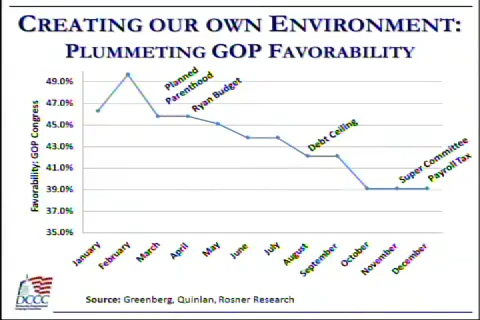 CREATING OUR OWN ENVIRONMENT:
PLUMMETING GOP FAVORABILITY
Favorability: GOP Congress
49.0%
47.0%
45.0%
43.0%
41.0%
39.0%
37.0%
35.0%
Planned
Parenthood
Ryan Budget
Debt Ceiling
Super Committee
Payroll Tax
January
February
March
April
May
June
July
August
September
October
November
December
DCCC
Source: Greenberg, Quinlan, Rosner Research